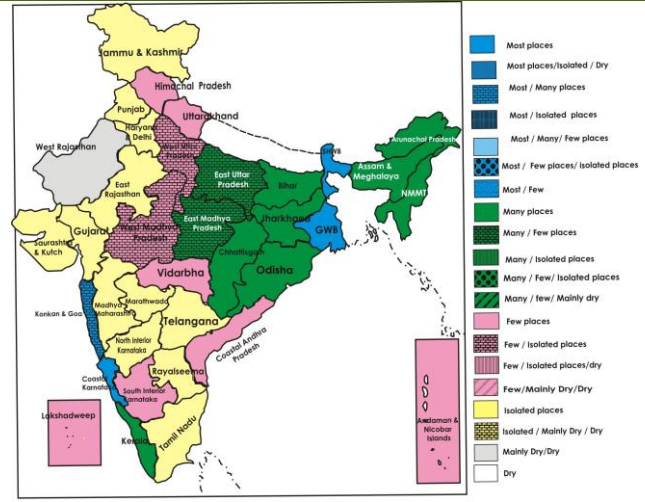 Jammu & Kashmir
Himachal Pradesh
Punjab
Uttarakhand
Haryana
& Delhi
West Uttar
Pradesh
West Rajasthan
East
Rajasthan
East Uttar
Pradesh
Bihar
SHWB
Arunachal Pradesh
Assam &
Meghalaya
NMMT
Gujarat
Saurashtra
& Kutch
West Madhya
Pradesh
East Madhya
Pradesh
Jharkhand
GWB
Chhattisgarh
Odisha
Vidarbha
Konkan & Goa
Madhya
Maharashtra
Marathwada
Telangana
North Interior
Karnataka
Coastal Andhra
Pradesh
Rayalseema
Coastal
Karnataka
South Interior
Karnataka
Lakshadweep
Kerala
Tamil Nadu
Andaman &
Nicobar
Islands
Most places
Most places/Isolated / Dry
Most / Many places
Most / Isolated places
Most / Many/ Few places
Most / Few places/ isolated places
Most / Few
Many places
Many / Few places
Many / Isolated places
Many / Few/ Isolated places
Many / few/ Mainly dry
Few places
Few / Isolated places
Few / Isolated places/dry
Few/Mainly Dry/Dry
Isolated places
Isolated / Mainly Dry / Dry
Mainly Dry/Dry
Dry